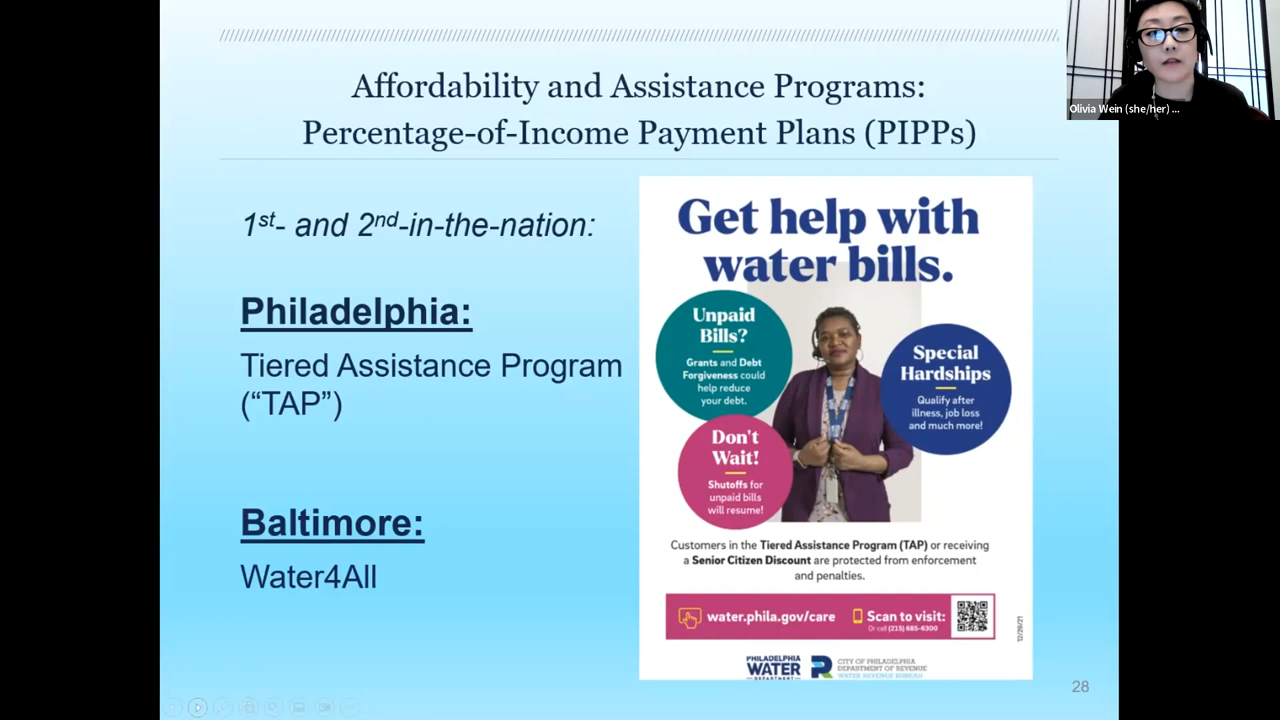 Affordability and Assistance Programs:
Percentage-of-Income Payment Plans (PIPPs)
1st- and 2nd-in-the-nation:
Philadelphia:
Tiered Assistance Program
(“TAP”)
Baltimore:
Water4All
Get help with
water bills.
Unpaid
Bills?
Grants and Debt
Forgiveness could
help reduce
your debt.
Special
Hardships
Qualify after
illness, job loss
and much more!
Don't
Wait!
Shutoffs for
unpaid bills
will resume!
Customers in the Tiered Assistance Program (TAP) or receiving
a Senior Citizen Discount are protected from enforcement
and penalties.
water.phila.gov/care
Scan to visit:
Or call (215) 685-6300
12/29/21
PHILADELPHIA
WATER
DEPARTMENT
CITY OF PHILADELPHIA
DEPARTMENT OF REVENUE
WATER REVENUE BUREAU
28
Olivia Wein (she/her) ...